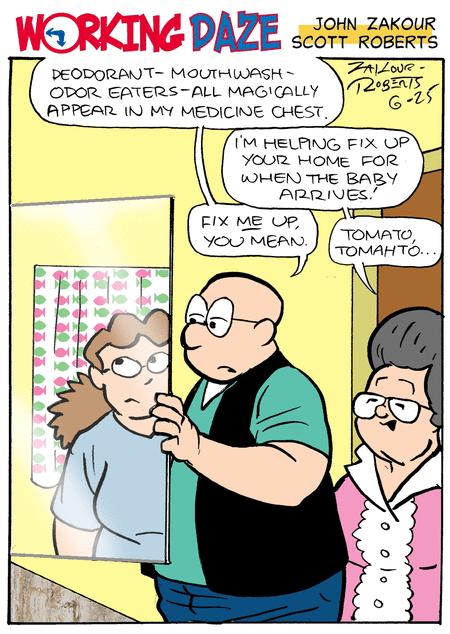 WORKING DAZE
JOHN ZAKOUR
SCOTT ROBERTS
ZAKOUR-
ROBERTS
6-25
DEODORANT- MOUTHWASH-
ODOR EATERS-ALL MAGICALLY
APPEAR IN MY MEDICINE CHEST.
I'M HELPING FIX UP
YOUR HOME FOR
WHEN THE BABY
ARRIVES!
FIX ME UP,
YOU MEAN.
TOMATO,
TOMAHTO...